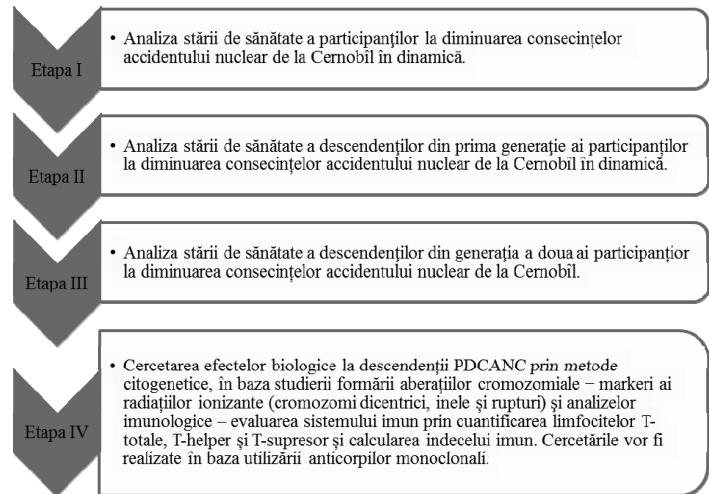 Etapa I
• Analiza stării de sănătate a participanților la diminuarea consecințelor
accidentului nuclear de la Cernobîl în dinamică.
Etapa II
• Analiza stării de sănătate a descendenților din prima generație ai participanților
la diminuarea consecințelor accidentului nuclear de la Cernobîl în dinamică.
Etapa III
• Analiza stării de sănătate a descendenților din generația a doua ai participanțior
la diminuarea consecințelor accidentului nuclear de la Cernobîl.
Etapa IV
• Cercetarea efectelor biologice la descendenții PDCANC prin metode
citogenetice, în baza studierii formării aberațiilor cromozomiale – markeri ai
radiațiilor ionizante (cromozomi dicentrici, inele și rupturi) și analizelor
imunologice – evaluarea sistemului imun prin cuantificarea limfocitelor T-
totale, T-helper și T-supresor și calcularea indecelui imun. Cercetările vor fi
realizate în baza utilizării anticorpilor monoclonali.